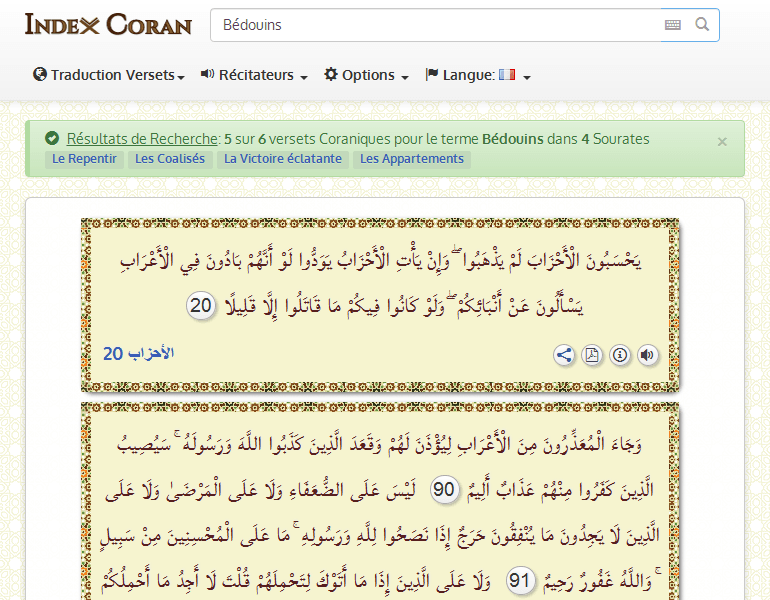 INDEX CORAN
Bédouins
Traduction Versets
Récitateurs
Options
Langue:
Résultats de Recherche: 5 sur 6 versets Coraniques pour le terme Bédouins dans 4 Sourates
×
Le Repentir Les Coalisés La Victoire éclatante Les Appartements
يَحْسَبُونَ الْأَحْزَابَ لَمْ يَذْهَبُوا ۖ وَإِنْ يَأْتِ الْأَحْزَابُ يَوَدُّوا لَوْ أَنَّهُمْ بَادُونَ فِي الْأَعْرَابِ
يَسْأَلُونَ عَنْ أَنْبَائِكُمْ ۖ وَلَوْ كَانُوا فِيكُمْ مَا قَاتَلُوا إِلَّا قَلِيلًا 20
الأحزاب 20
وَجَاءَ الْمُعَذِّرُونَ مِنَ الْأَعْرَابِ لِيُؤْذَنَ لَهُمْ وَقَعَدَ الَّذِينَ كَذَبُوا اللَّهَ وَرَسُولَهُ ۚ سَيُصِيبُ
الَّذِينَ كَفَرُوا مِنْهُمْ عَذَابٌ أَلِيمٌ 90 لَيْسَ عَلَى الضُّعَفَاءِ وَلَا عَلَى الْمَرْضَىٰ وَلَا عَلَى
الَّذِينَ لَا يَجِدُونَ مَا يُنْفِقُونَ حَرَجٌ إِذَا نَصَحُوا لِلَّهِ وَرَسُولِهِ ۚ مَا عَلَى الْمُحْسِنِينَ مِنْ سَبِيلٍ
ۚ وَاللَّهُ غَفُورٌ رَحِيمٌ 91 وَلَا عَلَى الَّذِينَ إِذَا مَا أَتَوْكَ لِتَحْمِلَهُمْ قُلْتَ لَا أَجِدُ مَا أَحْمِلُكُمْ